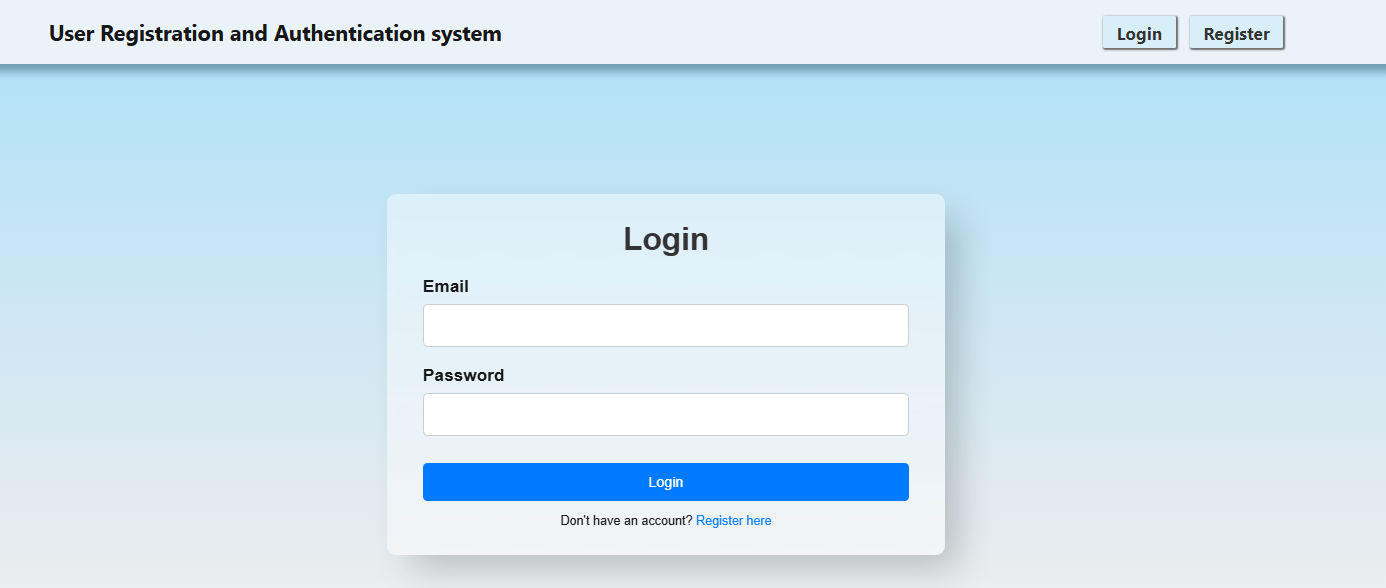 User Registration and Authentication system
Login Register
Login
Email
Password
Login
Don't have an account? Register here